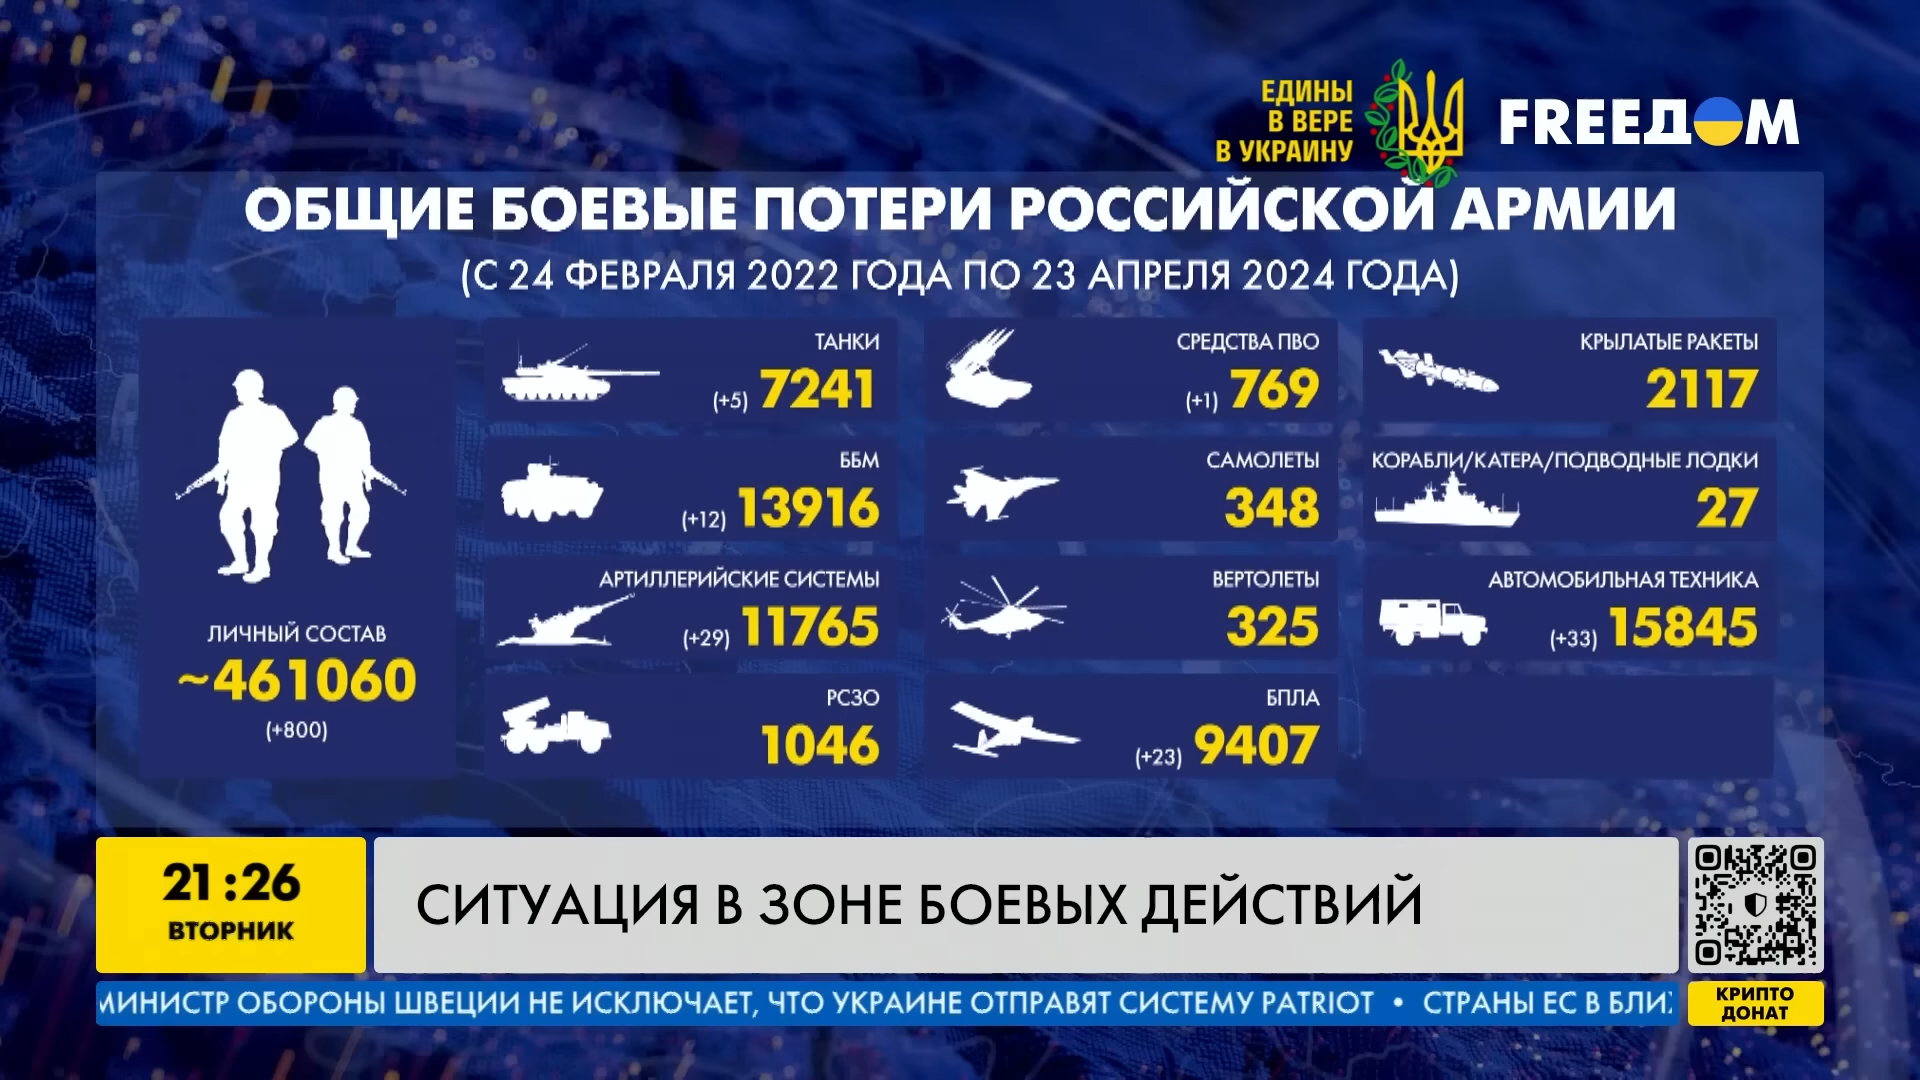 ЕДИНЫ
В ВЕРЕ
В УКРАИНУ
FREEДОМ
ОБЩИЕ БОЕВЫЕ ПОТЕРИ РОССИЙСКОЙ АРМИИ
(С 24 ФЕВРАЛЯ 2022 ГОДА ПО 23 АПРЕЛЯ 2024 ГОДА)
ЛИЧНЫЙ СОСТАВ
~461060
(+800)
ТАНКИ
(+5) 7241
ББМ
(+12) 13916
АРТИЛЛЕРИЙСКИЕ СИСТЕМЫ
(+29) 11765
РСЗО
1046
СРЕДСТВА ПВО
(+1) 769
САМОЛЕТЫ
348
ВЕРТОЛЕТЫ
325
БПЛА
(+23) 9407
КРЫЛАТЫЕ РАКЕТЫ
2117
КОРАБЛИ/КАТЕРА/ПОДВОДНЫЕ ЛОДКИ
27
АВТОМОБИЛЬНАЯ ТЕХНИКА
(+33) 15845
21:26
ВТОРНИК
СИТУАЦИЯ В ЗОНЕ БОЕВЫХ ДЕЙСТВИЙ
МИНИСТР ОБОРОНЫ ШВЕЦИИ НЕ ИСКЛЮЧАЕТ, ЧТО УКРАИНЕ ОТПРАВЯТ СИСТЕМУ PATRIOT • СТРАНЫ ЕС В
КРИПТО
ДОНАТ